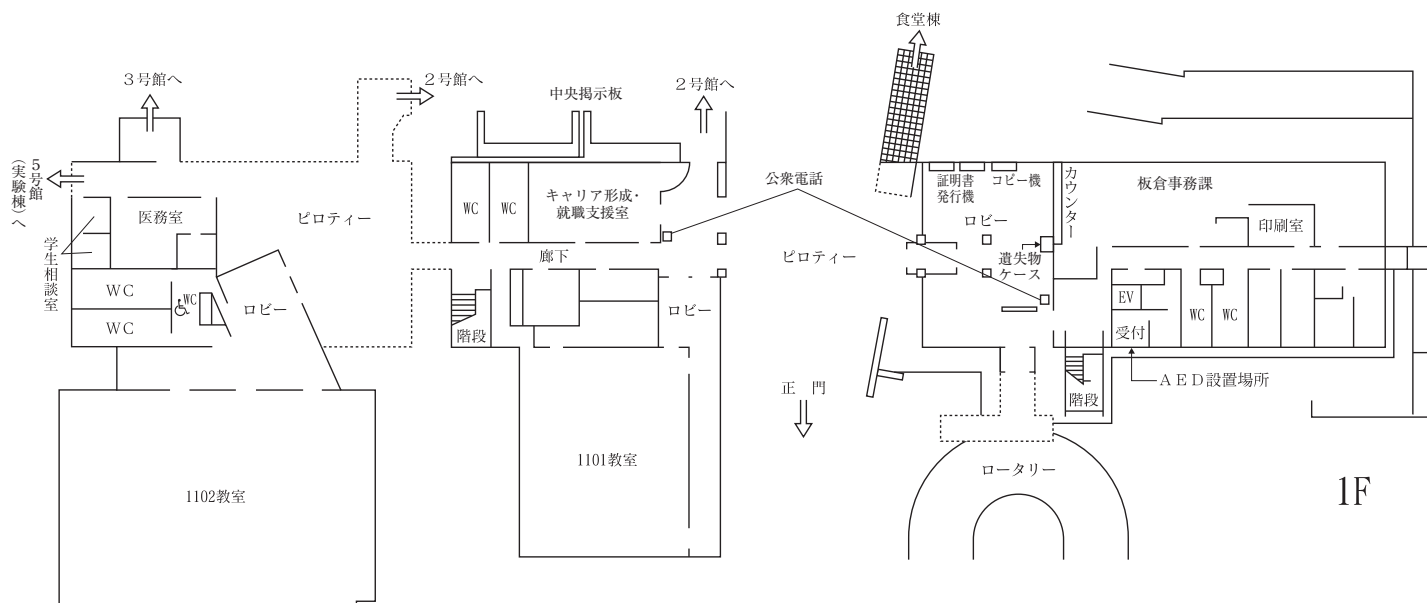 食堂棟
3号館へ
2号館へ
中央掲示板
2号館へ
5号館
(実験棟)へ
医務室
ピロティー
学生相談室
WC
WC
WC
ロビー
WC
WC
キャリア形成・
就職支援室
廊下
階段
ロビー
公衆電話
ピロティー
証明書
発行機
コピー機
カウンター
ロビー
遺失物
ケース
板倉事務課
印刷室
EV
受付
WC
WC
AED設置場所
階段
正 門
ロータリー
1101教室
1102教室
1F